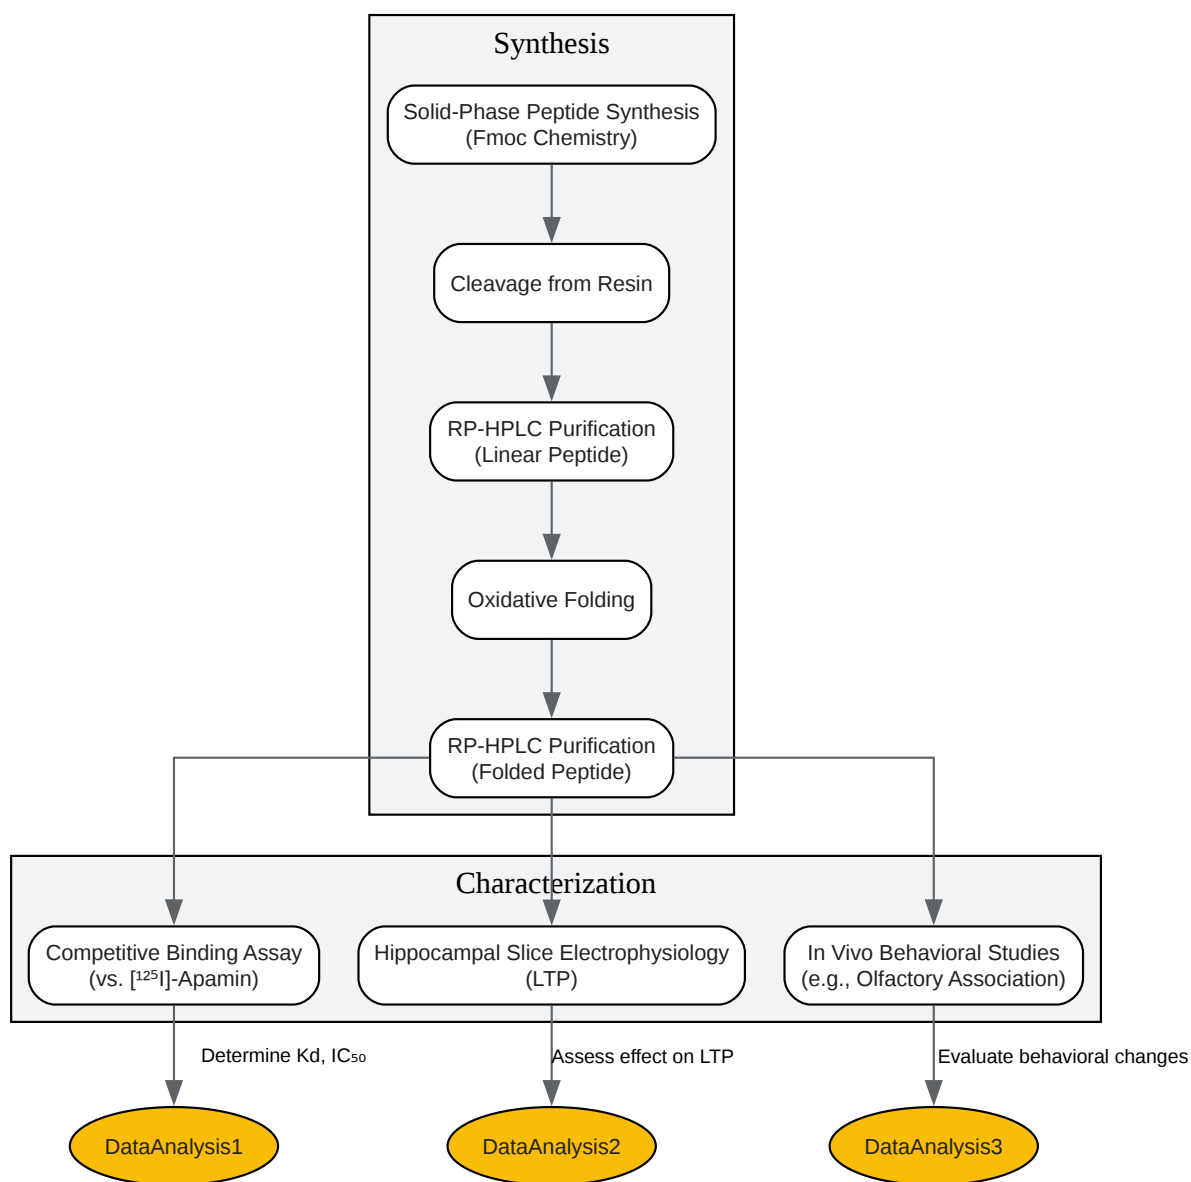 Synthesis
Solid-Phase Peptide Synthesis
(Fmoc Chemistry)
Cleavage from Resin
RP-HPLC Purification
(Linear Peptide)
Oxidative Folding
RP-HPLC Purification
(Folded Peptide)
Characterization
Competitive Binding Assay
(vs. [¹²⁵I]-Apamin)
Hippocampal Slice Electrophysiology
(LTP)
In Vivo Behavioral Studies
(e.g., Olfactory Association)
Determine Kd, IC₅₀
Assess effect on LTP
Evaluate behavioral changes
DataAnalysis1
DataAnalysis2
DataAnalysis3